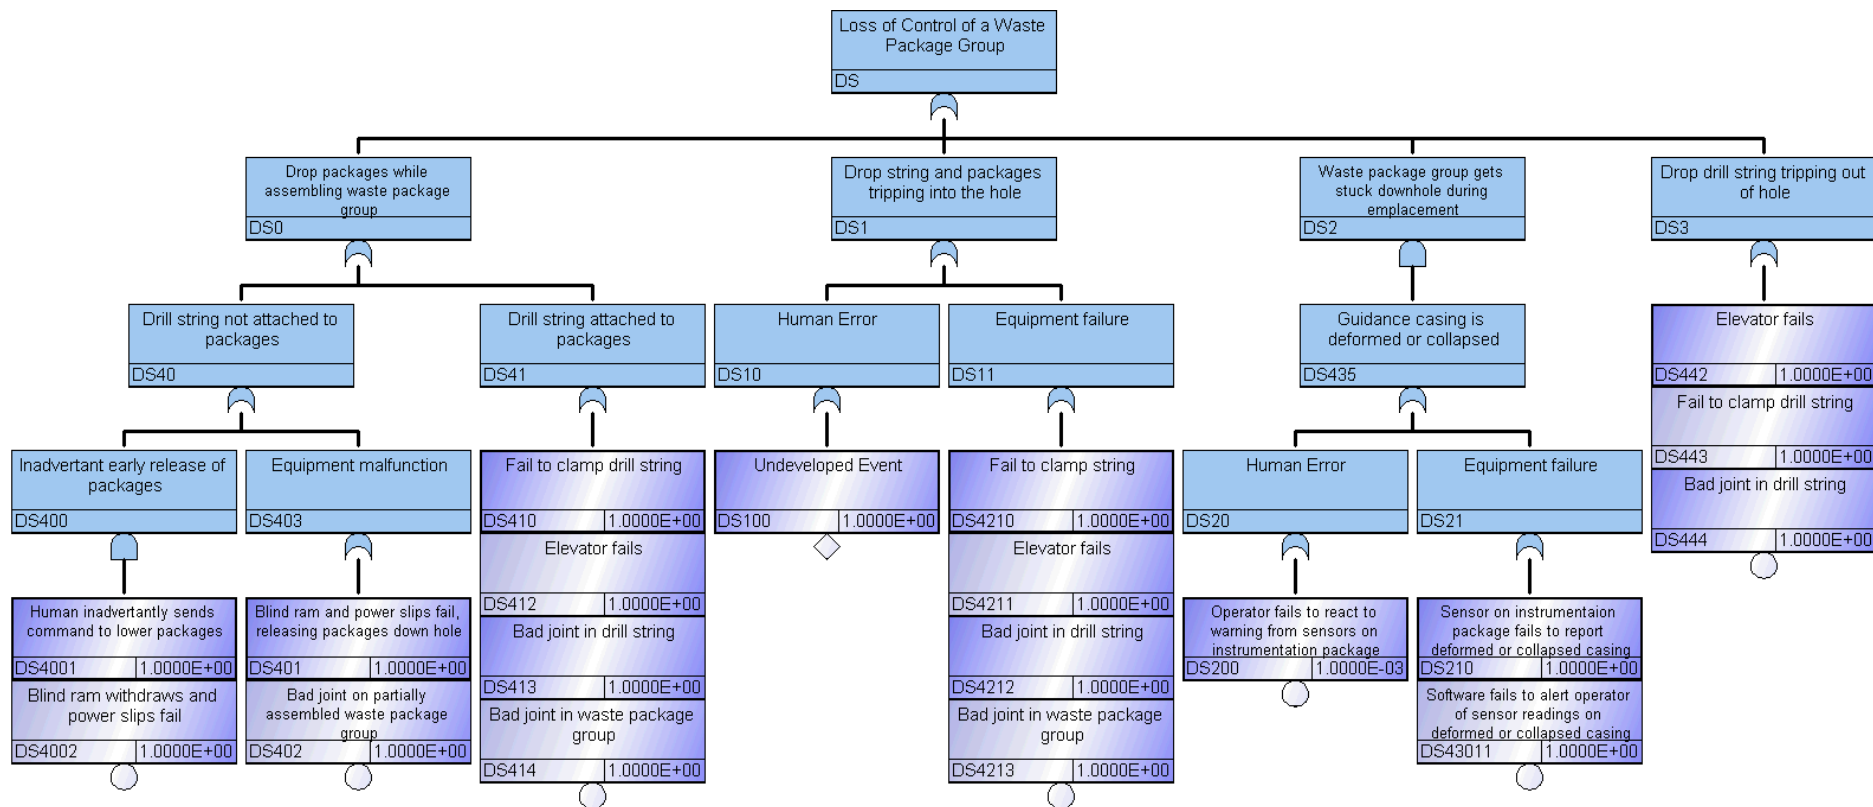 Loss of Control of a Waste
Package Group
DS
Drop packages while
assembling waste package
group
DS0
Drop string and packages
tripping into the hole
DS1
Waste package group gets
stuck downhole during
emplacement
DS2
Drop drill string tripping out
of hole
DS3
Drill string not attached to
packages
DS40
Drill string attached to
packages
DS41
Human Error
DS10
Equipment failure
DS11
Guidance casing is
deformed or collapsed
DS435
Elevator fails
DS442 1.0000E+00
Fail to clamp drill string
DS443 1.0000E+00
Bad joint in drill string
DS444 1.0000E+00
Inadvertant early release of
packages
DS400
Equipment malfunction
DS403
Fail to clamp drill string
DS410 1.0000E+00
Elevator fails
DS412 1.0000E+00
Bad joint in drill string
DS413 1.0000E+00
Bad joint in waste package
group
DS414 1.0000E+00
Undeveloped Event
DS100 1.0000E+00
Fail to clamp string
DS4210 1.0000E+00
Elevator fails
DS4211 1.0000E+00
Bad joint in drill string
DS4212 1.0000E+00
Bad joint in waste package
group
DS4213 1.0000E+00
Human Error
DS20
Equipment failure
DS21
Human inadvertantly sends
command to lower packages
DS4001 1.0000E+00
Blind ram withdraws and
power slips fail
DS4002 1.0000E+00
Blind ram and power slips fail,
releasing packages down hole
DS401 1.0000E+00
Bad joint on partially
assembled waste package
group
DS402 1.0000E+00
Operator fails to react to
warning from sensors on
instrumentation package
DS200 1.0000E-03
Sensor on instrumentaion
package fails to report
deformed or collapsed casing
DS210 1.0000E+00
Software fails to alert operator
of sensor readings on
deformed or collapsed casing
DS43011 1.0000E+00